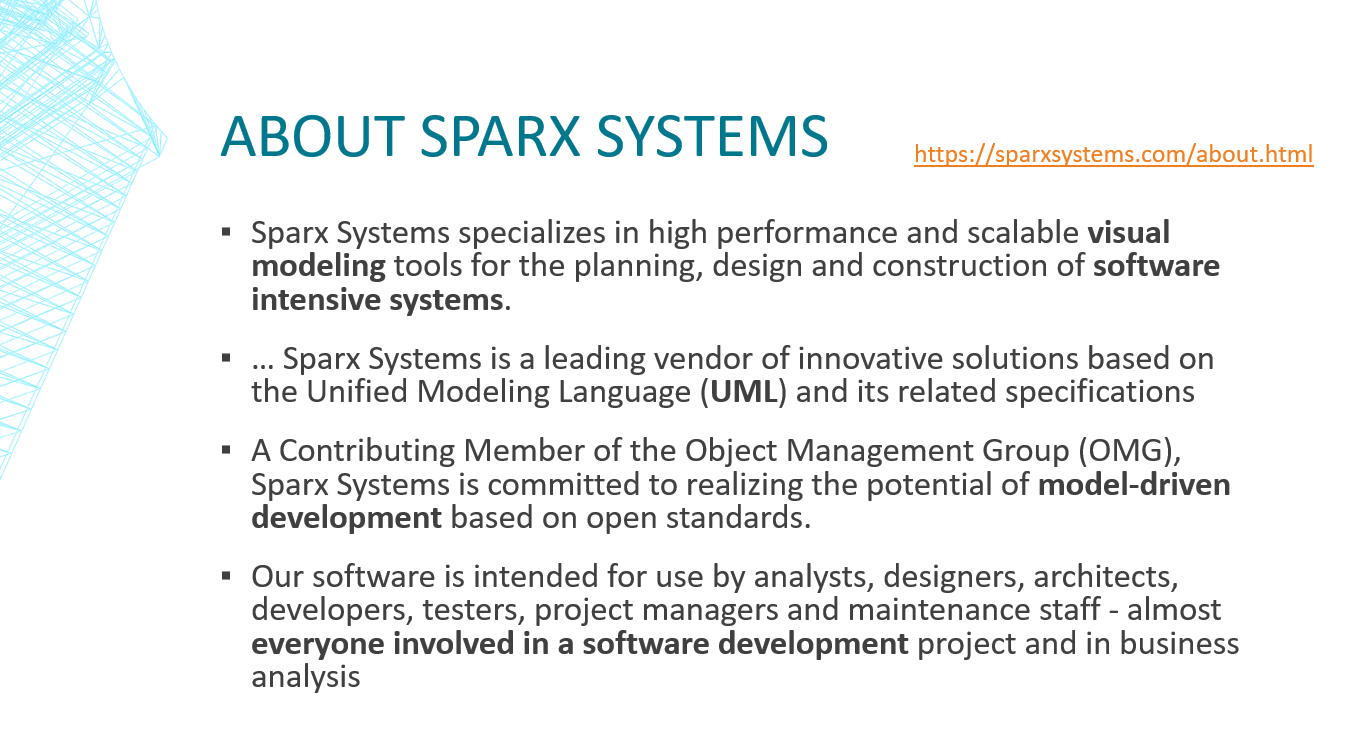 ABOUT SPARX SYSTEMS
https://sparxsystems.com/about.html
▪ Sparx Systems specializes in high performance and scalable visual
modeling tools for the planning, design and construction of software
intensive systems.
▪ … Sparx Systems is a leading vendor of innovative solutions based on
the Unified Modeling Language (UML) and its related specifications
▪ A Contributing Member of the Object Management Group (OMG),
Sparx Systems is committed to realizing the potential of model-driven
development based on open standards.
▪ Our software is intended for use by analysts, designers, architects,
developers, testers, project managers and maintenance staff - almost
everyone involved in a software development project and in business
analysis